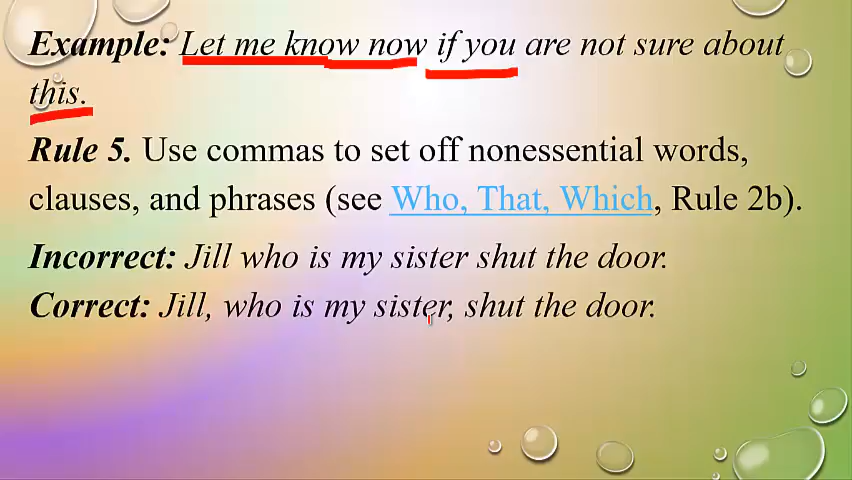 Example: Let me know now if you are not sure about
this.
Rule 5. Use commas to set off nonessential words,
clauses, and phrases (see Who, That, Which, Rule 2b).
Incorrect: Jill who is my sister shut the door.
Correct: Jill, who is my sister, shut the door.